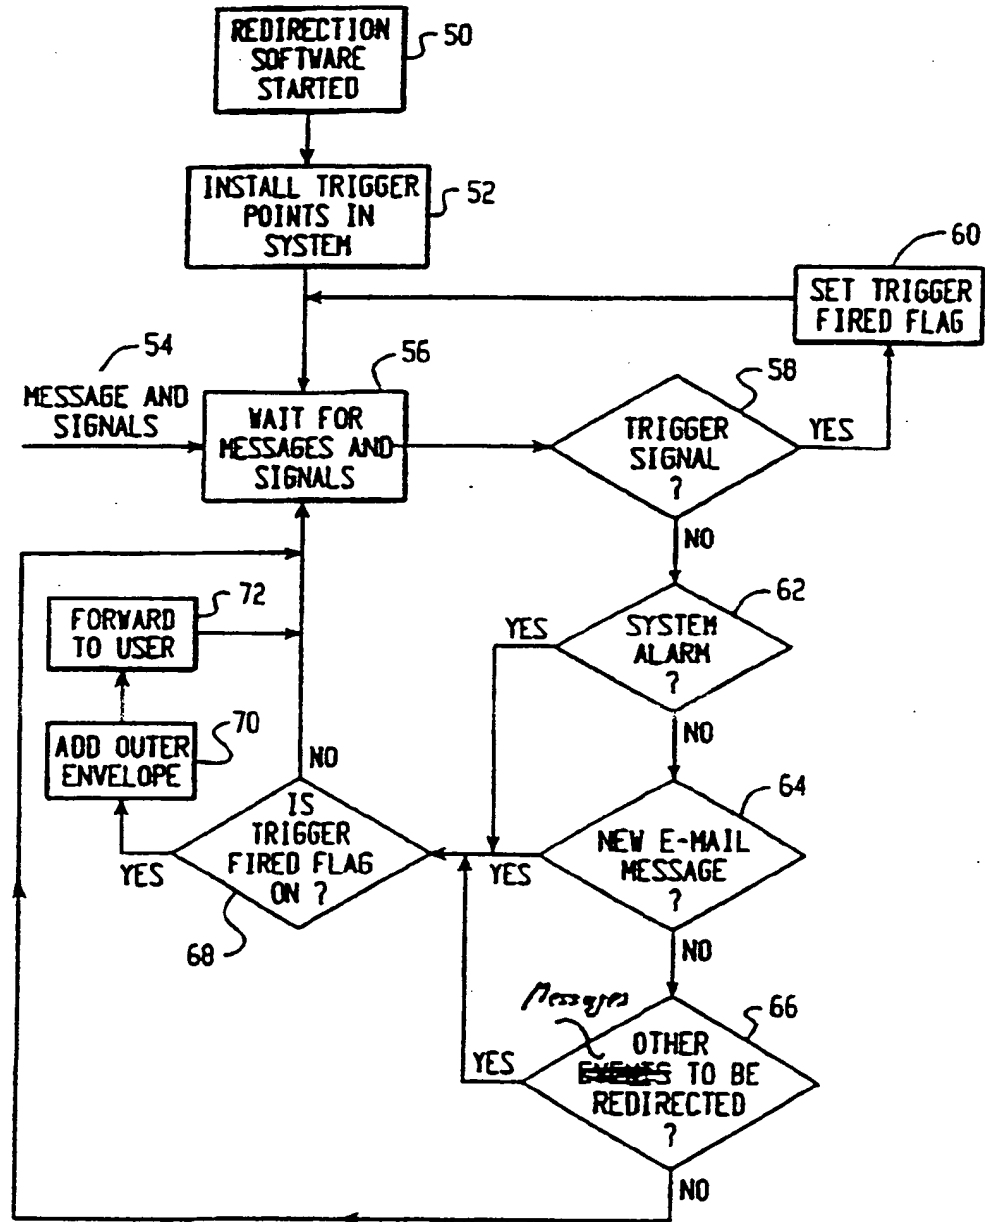 REDIRECTION
SOFTWARE
STARTED
50
INSTALL TRIGGER
POINTS IN
SYSTEM
52
60
SET TRIGGER
FIRED FLAG
54
MESSAGE AND
SIGNALS
56
WAIT FOR
MESSAGES AND
SIGNALS
58
TRIGGER
SIGNAL
?
YES
NO
62
SYSTEM
ALARM
?
YES
NO
72
FORWARD
TO USER
70
ADD OUTER
ENVELOPE
NO
IS
TRIGGER
FIRED FLAG
ON ?
YES
68
64
NEW E-MAIL
MESSAGE
?
YES
NO
Messages
66
OTHER
EVENTS TO BE
REDIRECTED
?
YES
NO